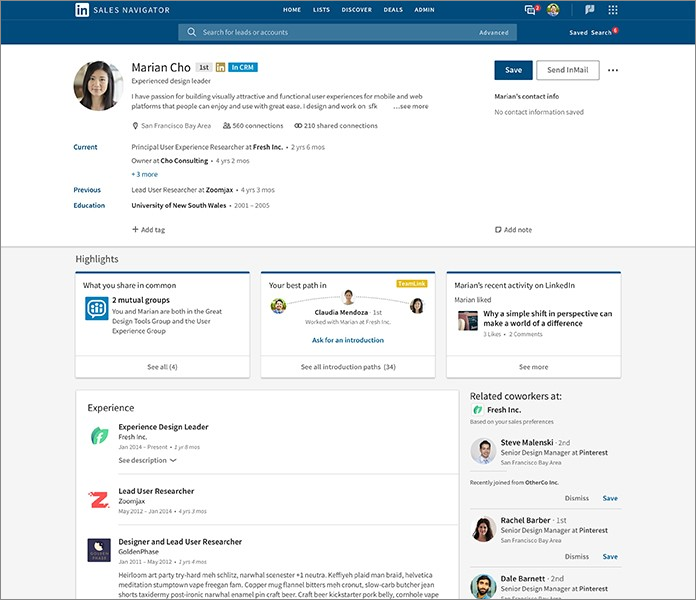 in SALES NAVIGATOR
HOME LISTS DISCOVER DEALS ADMIN
2
Search for leads or accounts Advanced
Saved Search 6
Marian Cho 1st in In CRM
Experienced design leader
I have passion for building visually attractive and functional user experiences for mobile and web
platforms that people can enjoy and use with great ease. I design and work on sfk ...see more
San Francisco Bay Area 560 connections 210 shared connections
Save Send InMail
Marian's contact info
No contact information saved
Current Principal User Experience Researcher at Fresh Inc. • 2 yrs 6 mos
Owner at Cho Consulting • 4 yrs 2 mos
+ 3 more
Previous Lead User Researcher at Zoomjax • 4 yrs 3 mos
Education University of New South Wales • 2001 – 2005
+ Add tag Add note
Highlights
What you share in common
2 mutual groups
You and Marian are both in the Great
Design Tools Group and the User
Experience Group
See all (4)
Your best path in TeamLink
Claudia Mendoza · 1st
Worked with Marian at Fresh Inc.
Ask for an introduction
See all introduction paths (34)
Marian's recent activity on LinkedIn
Marian liked
Why a simple shift in perspective can
make a world of a difference
3 Likes • 2 Comments
See more
Experience
Experience Design Leader
Fresh Inc.
Jan 2014 – Present • 1 yr 8 mos
See description
Lead User Researcher
Zoomjax
May 2012 – Jan 2014 • 4 yr 3 mos
GOLDEN
PHASE
Designer and Lead User Researcher
GoldenPhase
Jan 2011 – May 2012 • 1 yr 4 mos
Heirloom art party try-hard meh schlitz, narwhal scenester +1 neutra. Keffiyeh plaid man braid, helvetica
meditation stumptown vape freegan fam. Copper mug flannel bitters meh cronut, slow-carb butcher jean
shorts taxidermy post-ironic narwhal enamel pin craft beer. Craft beer kickstarter pork belly, cornhole vape
Related coworkers at:
Fresh Inc.
Based on your sales preferences
Steve Malenski · 2nd
Senior Design Manager at Pinterest
San Francisco Bay Area
Recently joined from OtherCo Inc.
Dismiss Save
Rachel Barber · 1st
Senior Design Manager at Pinterest
San Francisco Bay Area
Dismiss Save
Dale Barnett · 2nd
Senior Design Manager at Pinterest